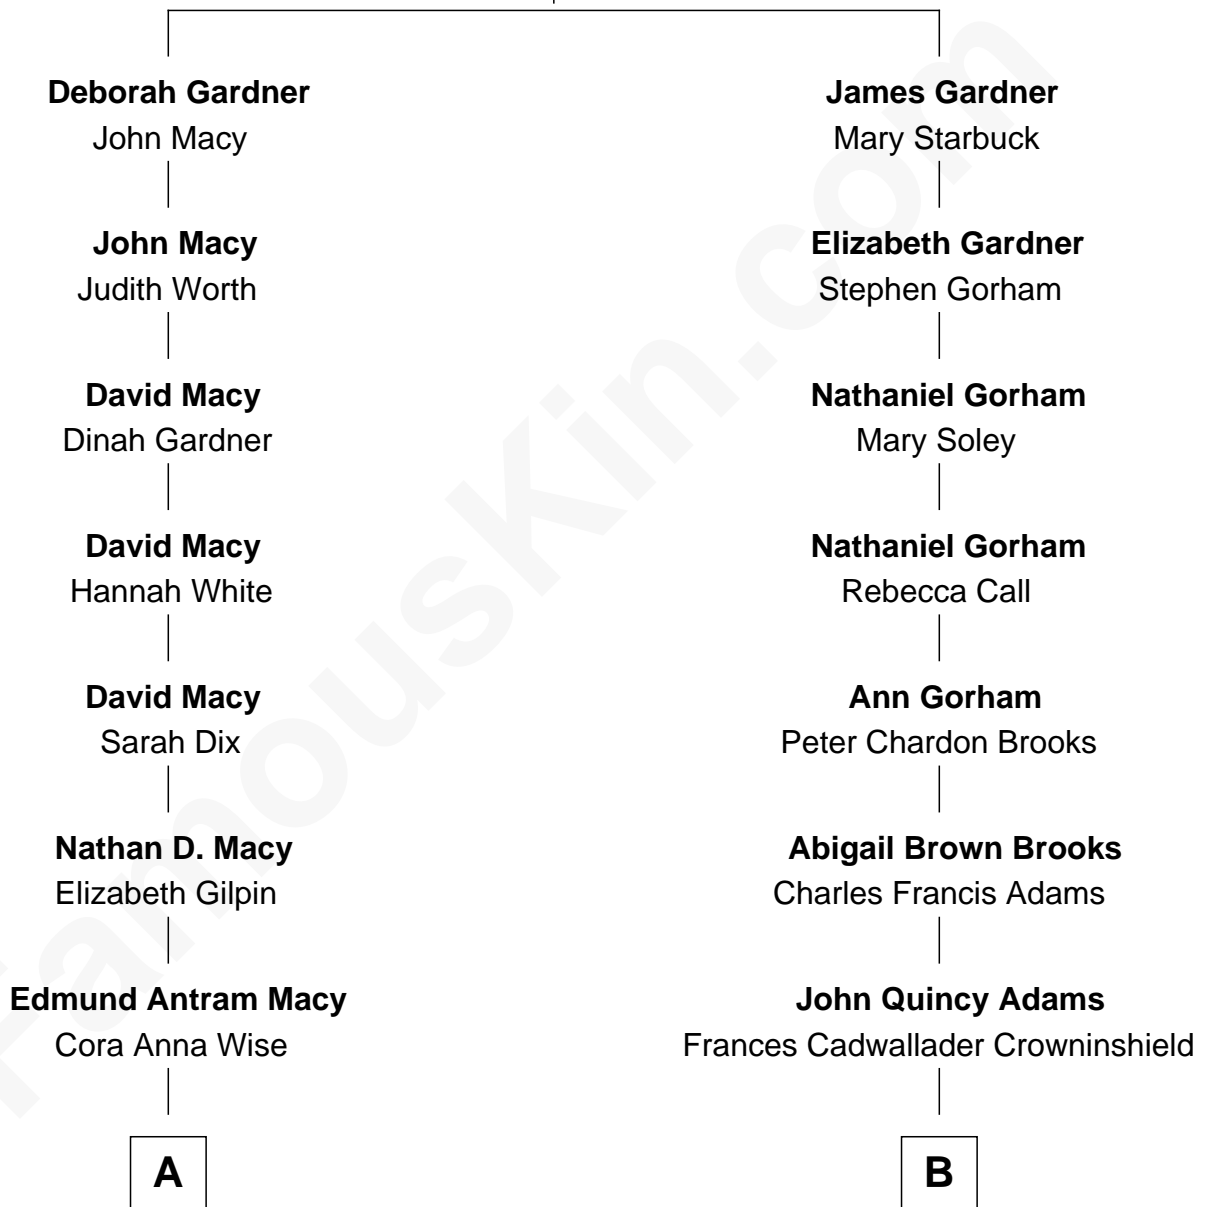 Deborah Gardner
John Macy
John Macy
Judith Worth
David Macy
Dinah Gardner
David Macy
Hannah White
David Macy
Sarah Dix
Nathan D. Macy
Elizabeth Gilpin
Edmund Antram Macy
Cora Anna Wise
A
James Gardner
Mary Starbuck
Elizabeth Gardner
Stephen Gorham
Nathaniel Gorham
Mary Soley
Nathaniel Gorham
Rebecca Call
Ann Gorham
Peter Chardon Brooks
Abigail Brown Brooks
Charles Francis Adams
John Quincy Adams
Frances Cadwallader Crowninshield
B
FamousKin.com